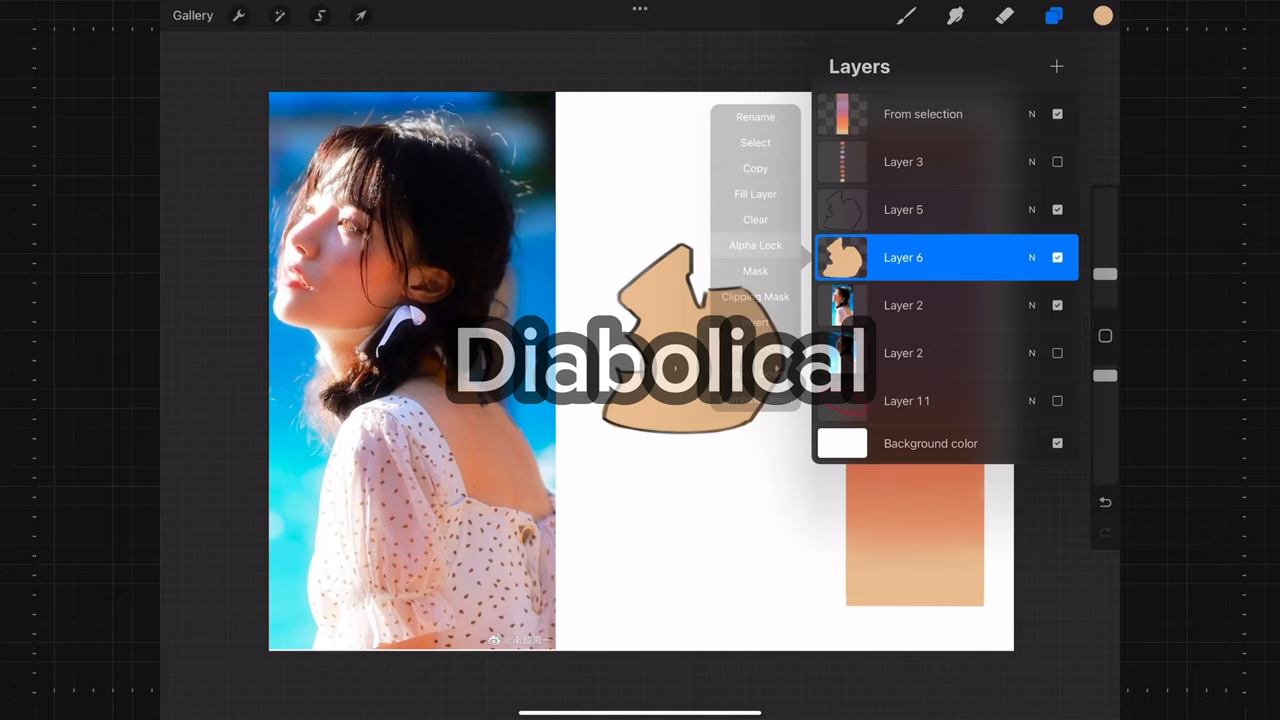 Gallery
Layers
From selection
N
Layer 3
N
Layer 5
N
Layer 6
N
Layer 2
N
Layer 2
N
Layer 11
N
Background color
Rename
Select
Copy
Fill Layer
Clear
Alpha Lock
Mask
Clipping Mask
Invert
Diabolical